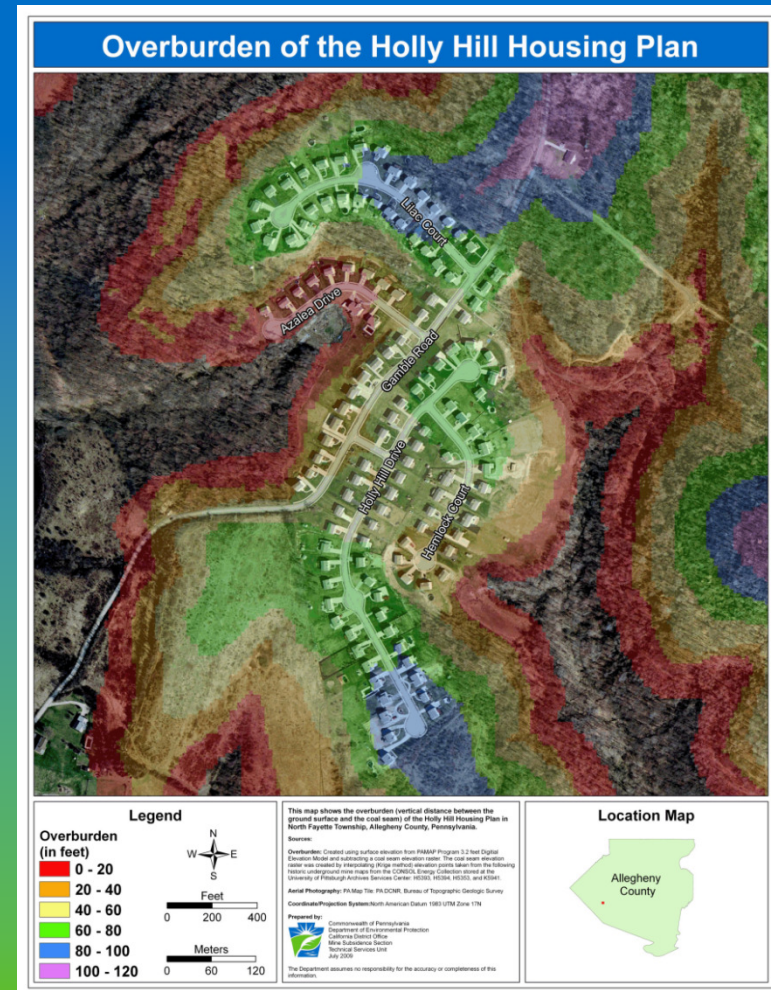 Overburden of the Holly Hill Housing Plan
Lilac Court
Azalea Drive
Gamble Road
Holly Hill Drive
Hemlock Court
Legend
Overburden
(in feet)
0 - 20
20 - 40
40 - 60
60 - 80
80 - 100
100 - 120
N
W E
S
Feet
0 200 400
Meters
0 60 120
This map shows the overburden (vertical distance between the
ground surface and the coal seam) of the Holly Hill Housing Plan in
North Fayette Township, Allegheny County, Pennsylvania.
Sources:
Overburden: Created using surface elevation from PAMAP Program 3.2 feet Digitial
Elevation Model and subtracting a coal seam elevation raster. The coal seam elevation
raster was created by interpolating (Krige method) elevation points taken from the following
historic underground mine maps from the CONSOL Energy Collection stored at the
University of Pittsburgh Archives Services Center:
Aerial Photography: PA Map Tile: PA DCNR, Bureau of Topographic Geologic Survey
Coordinate/Projection System: North American Datum 1983 UTM Zone 17N
Prepared by:
Commonwealth of Pennsylvania
Department of Environmental Protection
California District Office
Mine Subsidence Section
Technical Services Unit
July 2009
The Department assumes no responsibility for the accuracy or completeness of this
information.
Location Map
Allegheny
County